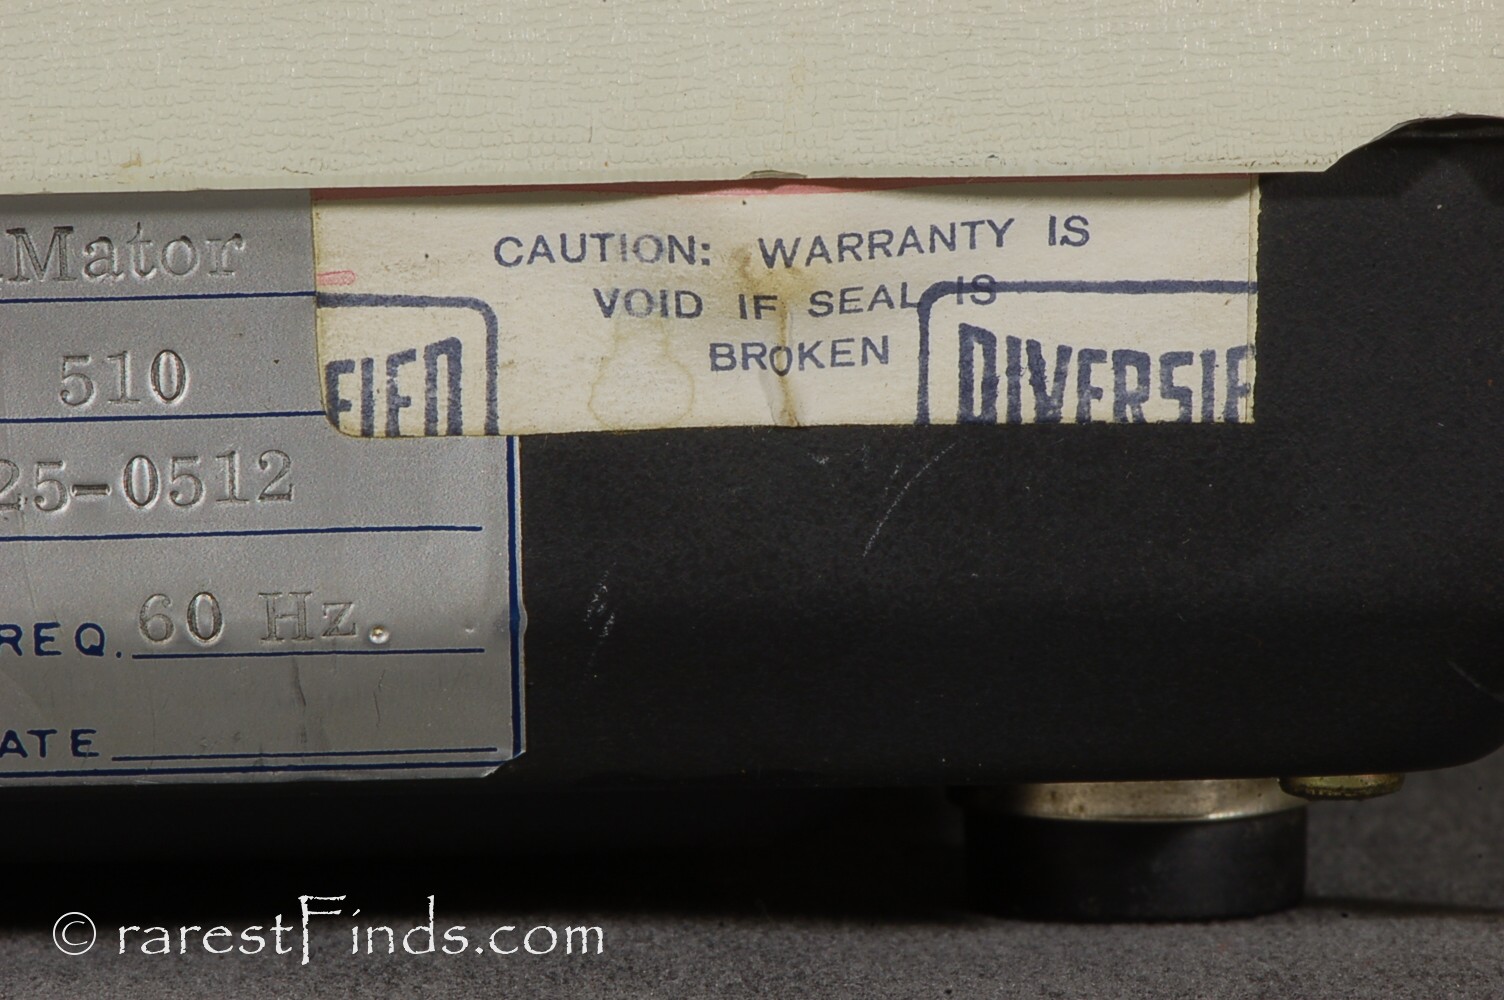 Mator
510
25-0512
REQ. 60 Hz.
ATE
CAUTION: WARRANTY IS
VOID IF SEAL IS
BROKEN
FIED
DIVERSIF
© rarestFinds.com